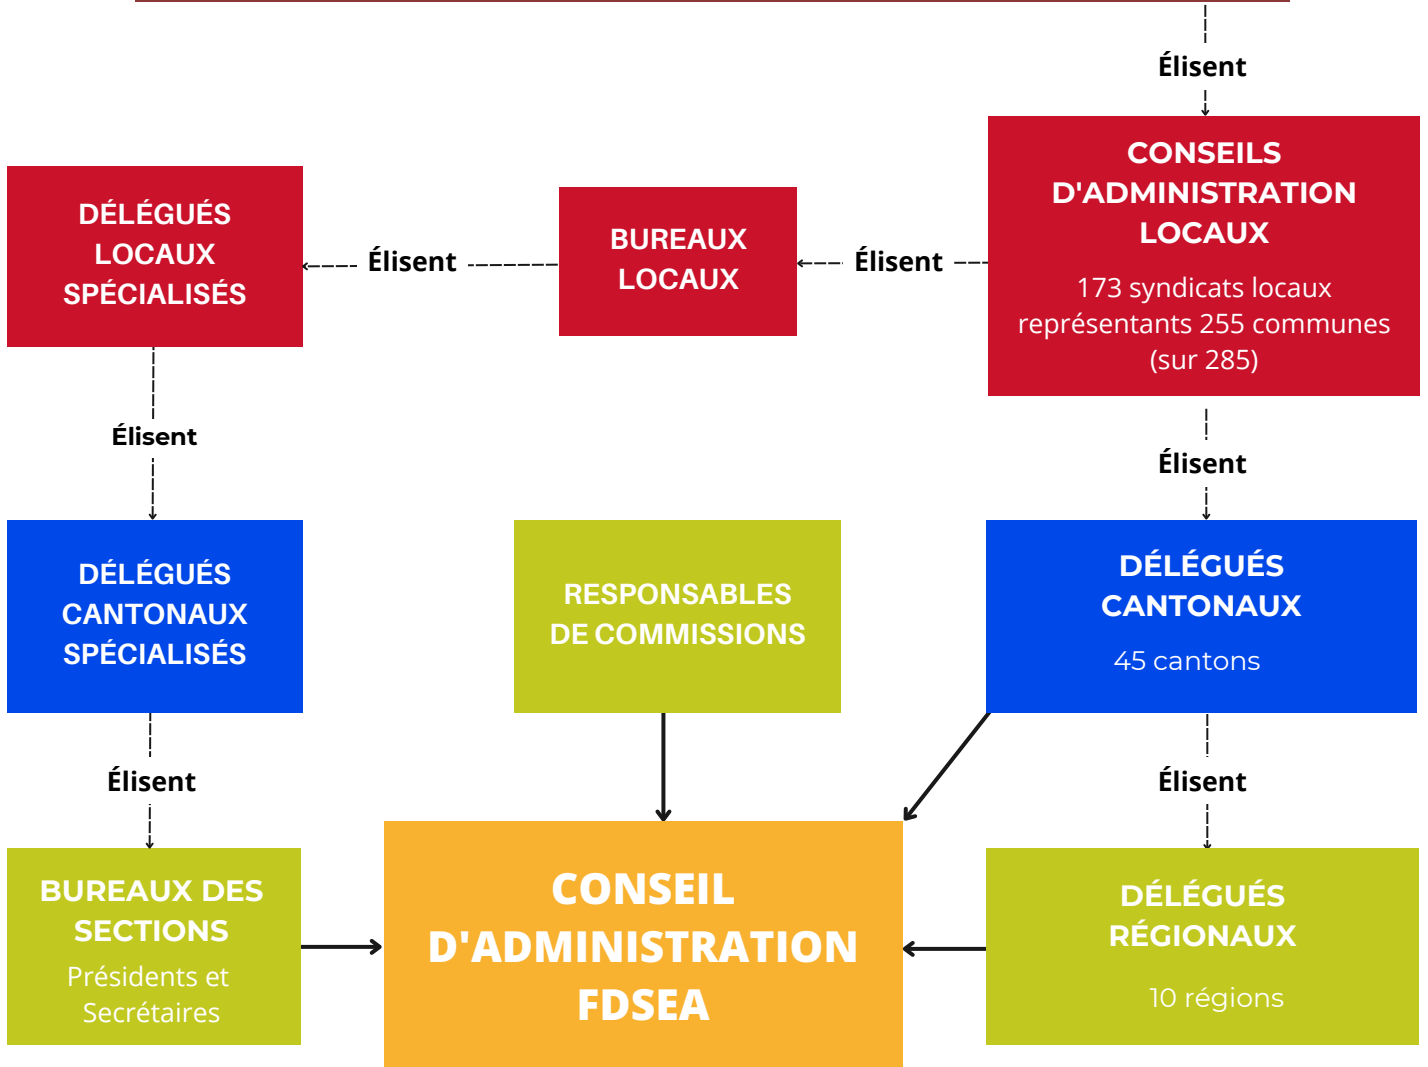 Élisent
CONSEILS
D'ADMINISTRATION
LOCAUX
173 syndicats locaux
représentants 255 communes
(sur 285)
Élisent
BUREAUX
LOCAUX
Élisent
DÉLÉGUÉS
LOCAUX
SPÉCIALISÉS
Élisent
Élisent
DÉLÉGUÉS
CANTONAUX
SPÉCIALISÉS
RESPONSABLES
DE COMMISSIONS
DÉLÉGUÉS
CANTONAUX
45 cantons
Élisent
Élisent
BUREAUX DES
SECTIONS
Présidents et
Secrétaires
CONSEIL
D'ADMINISTRATION
FDSEA
DÉLÉGUÉS
RÉGIONAUX
10 régions